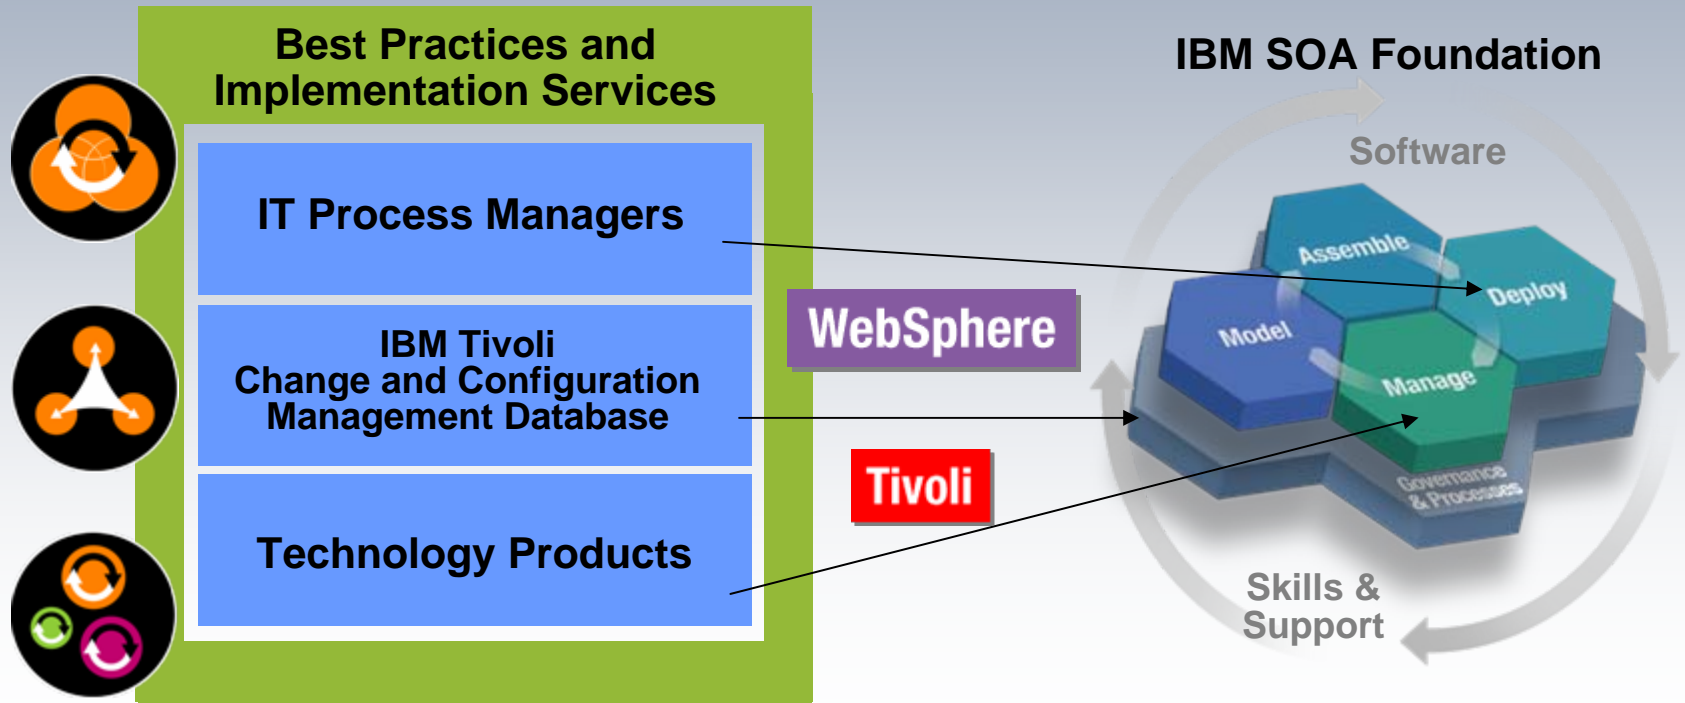 Best Practices and
Implementation Services
IT Process Managers
IBM Tivoli
Change and Configuration
Management Database
Technology Products
WebSphere
Tivoli
IBM SOA Foundation
Software
Assemble
Deploy
Model
Manage
Governance
& Processes
Skills &
Support